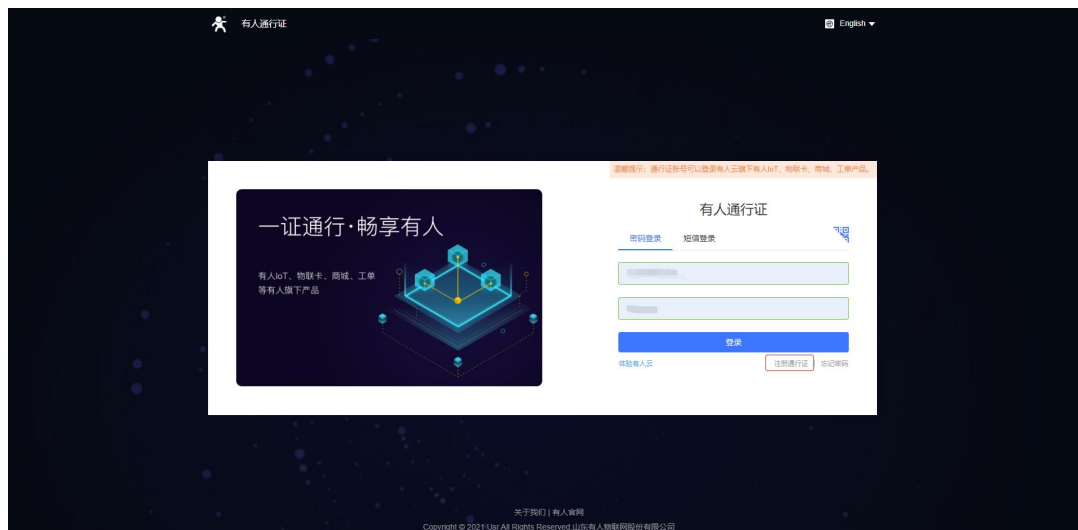 有人通行证
English
温馨提示：通行证账号可以登录有人云旗下有人IoT、物联卡、商城、工单产品。
一证通行·畅享有人
有人IoT、物联卡、商城、工单
等有人旗下产品
有人通行证
密码登录 短信登录
登录
体验有人云 注册通行证 忘记密码
关于我们 | 有人官网
Copyright © 2021 Usr All Rights Reserved 山东有人物联网股份有限公司